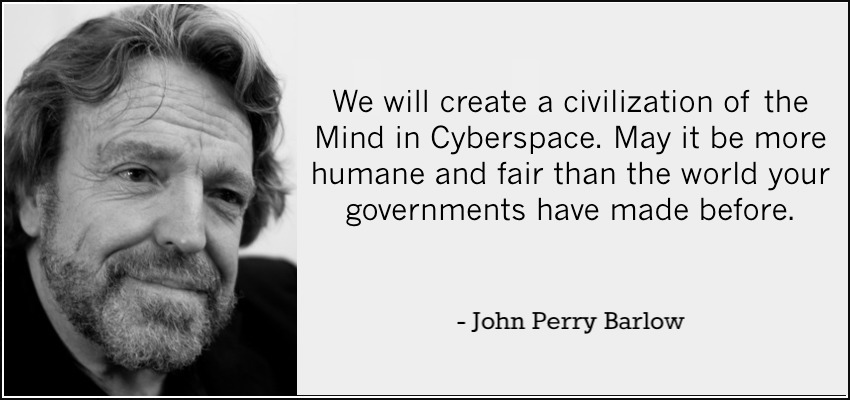 We will create a civilization of the
Mind in Cyberspace. May it be more
humane and fair than the world your
governments have made before.
- John Perry Barlow